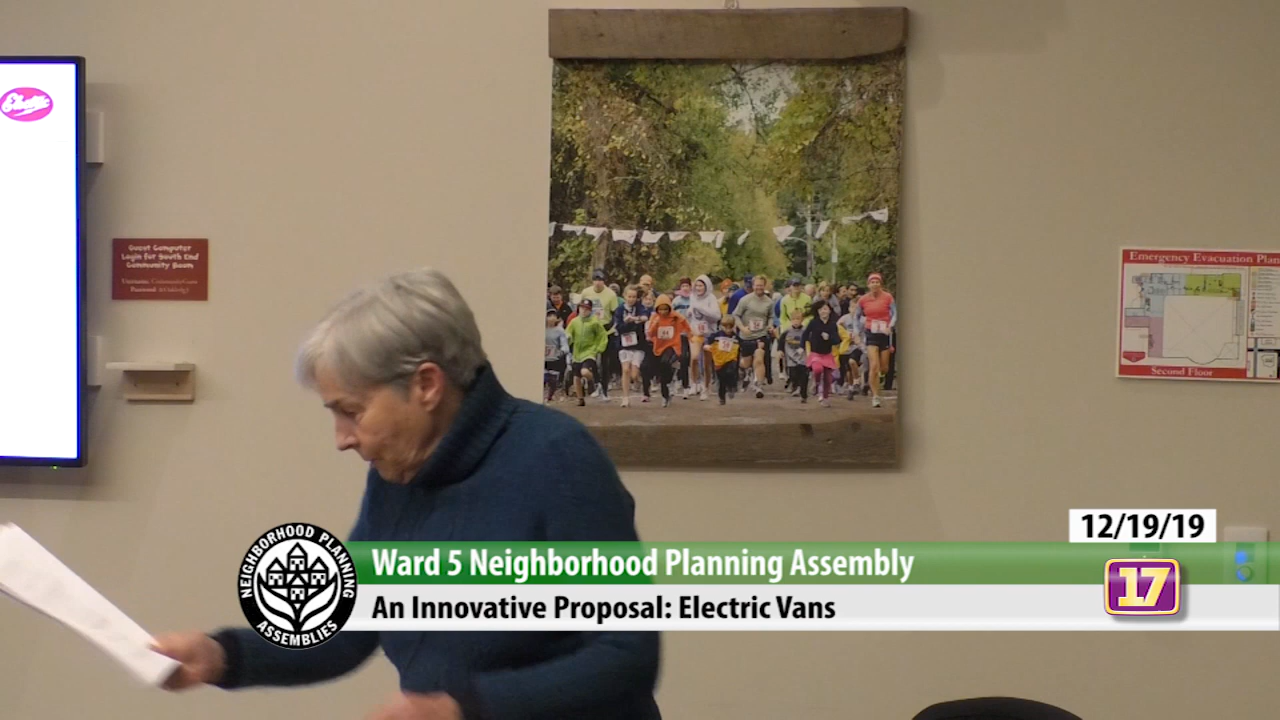 Guest Computer
Login for South End
Community Room
Emergency Evacuation Plan
Second Floor
12/19/19
NEIGHBORHOOD PLANNING
ASSEMBLIES
Ward 5 Neighborhood Planning Assembly
An Innovative Proposal: Electric Vans
17